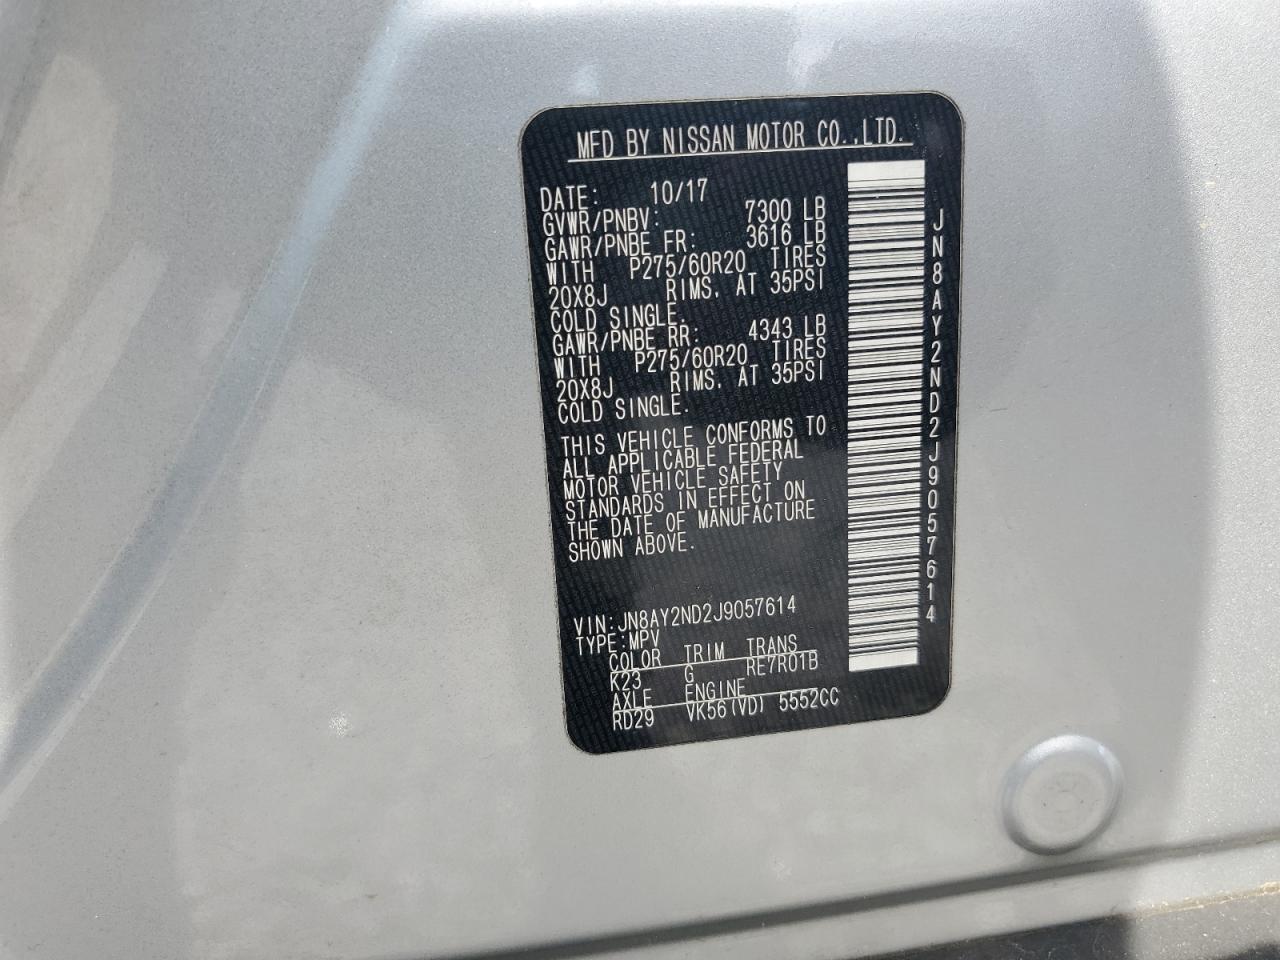 MFD BY NISSAN MOTOR CO.,LTD.
DATE: 10/17
GVWR/PNBV: 7300 LB
GAWR/PNBE FR: 3616 LB
WITH P275/60R20 TIRES
20X8J RIMS. AT 35PSI
COLD SINGLE.
GAWR/PNBE RR: 4343 LB
WITH P275/60R20 TIRES
20X8J RIMS. AT 35PSI
COLD SINGLE.
THIS VEHICLE CONFORMS TO
ALL APPLICABLE FEDERAL
MOTOR VEHICLE SAFETY
STANDARDS IN EFFECT ON
THE DATE OF MANUFACTURE
SHOWN ABOVE.
VIN:JN8AY2ND2J9057614
TYPE:MPV
COLOR TRIM TRANS
K23 G RE7R01B
AXLE ENGINE
RD29 VK56(VD) 5552CC
JN8AY2ND2J9057614